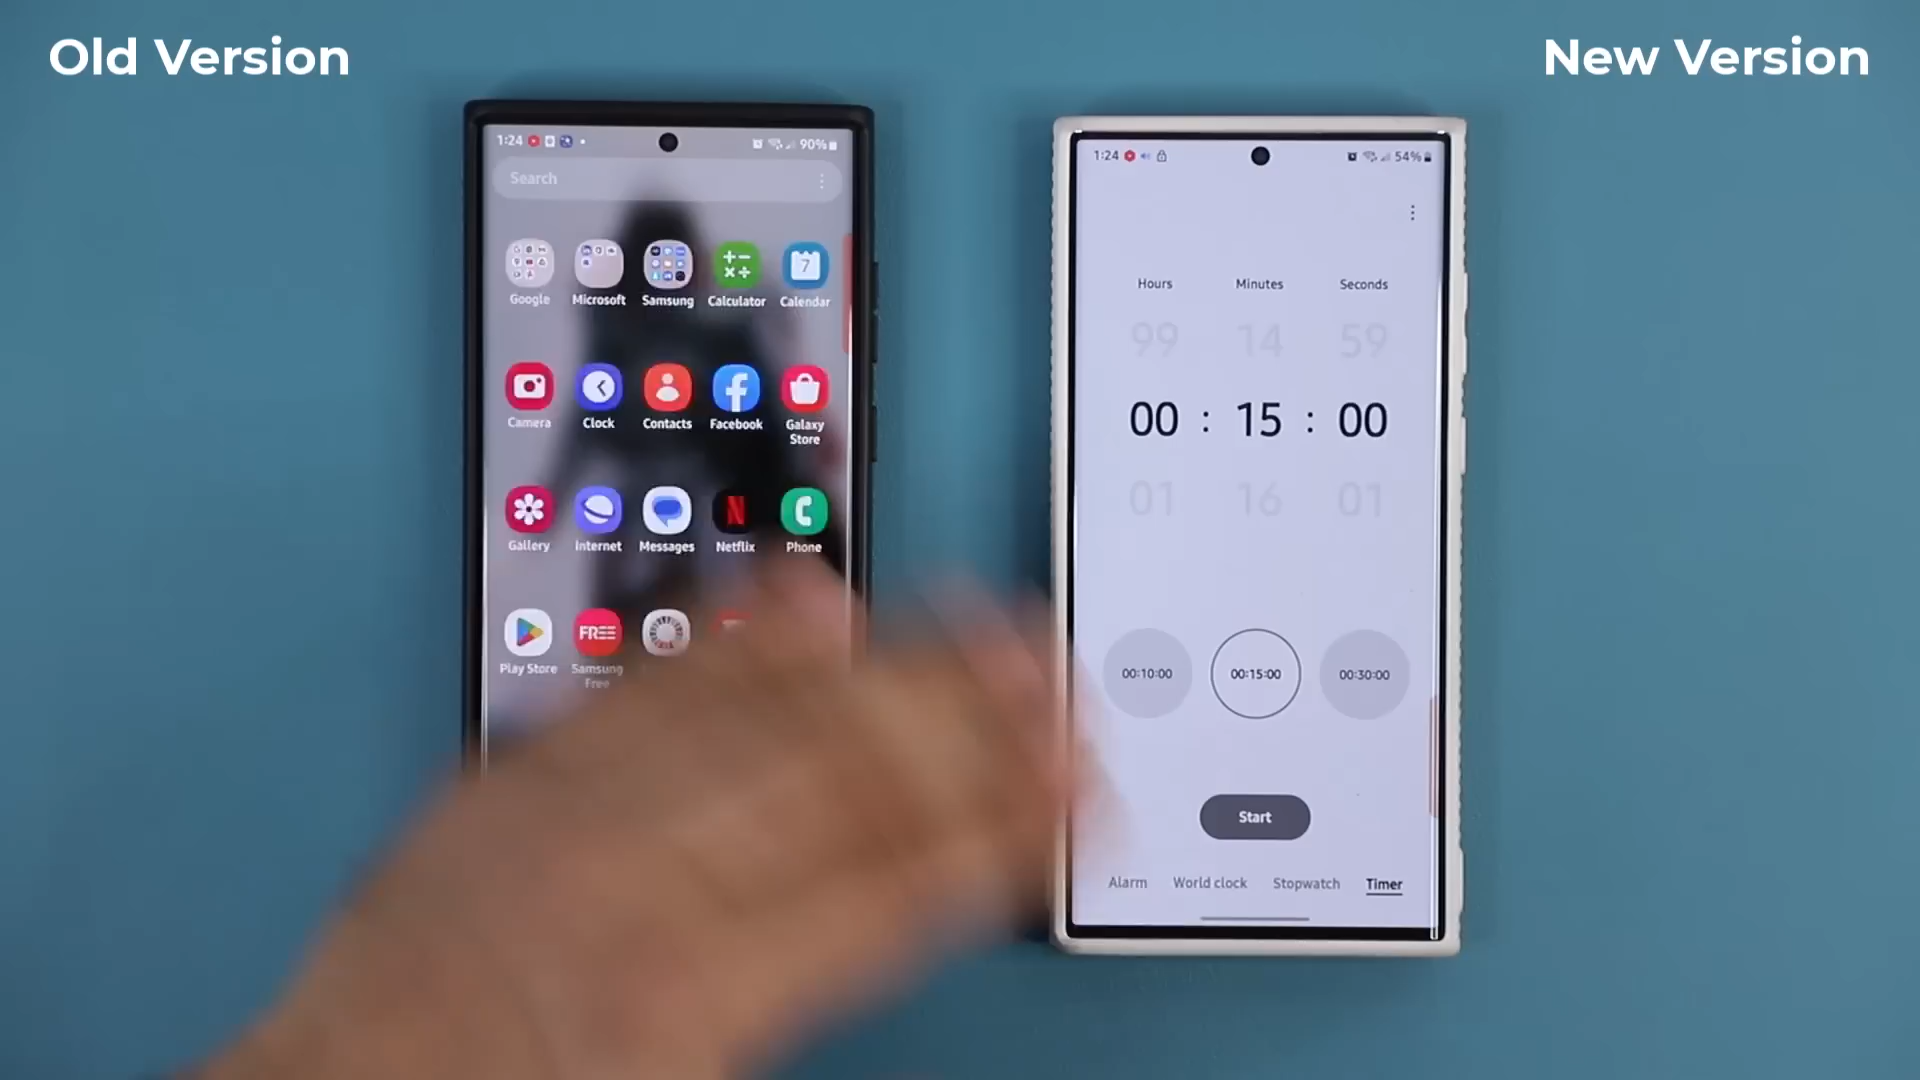 Old Version
New Version
1:24
90%
Search
Google
Microsoft
Samsung
Calculator
7
Calendar
Camera
Clock
Contacts
Facebook
Galaxy
Store
Gallery
Internet
Messages
N
Netflix
Phone
Play Store
FREE
Samsung
Free
1:24
54%
Hours Minutes Seconds
99 14 59
00 : 15 : 00
01 16 01
00:10:00 00:15:00 00:30:00
Start
Alarm World clock Stopwatch Timer